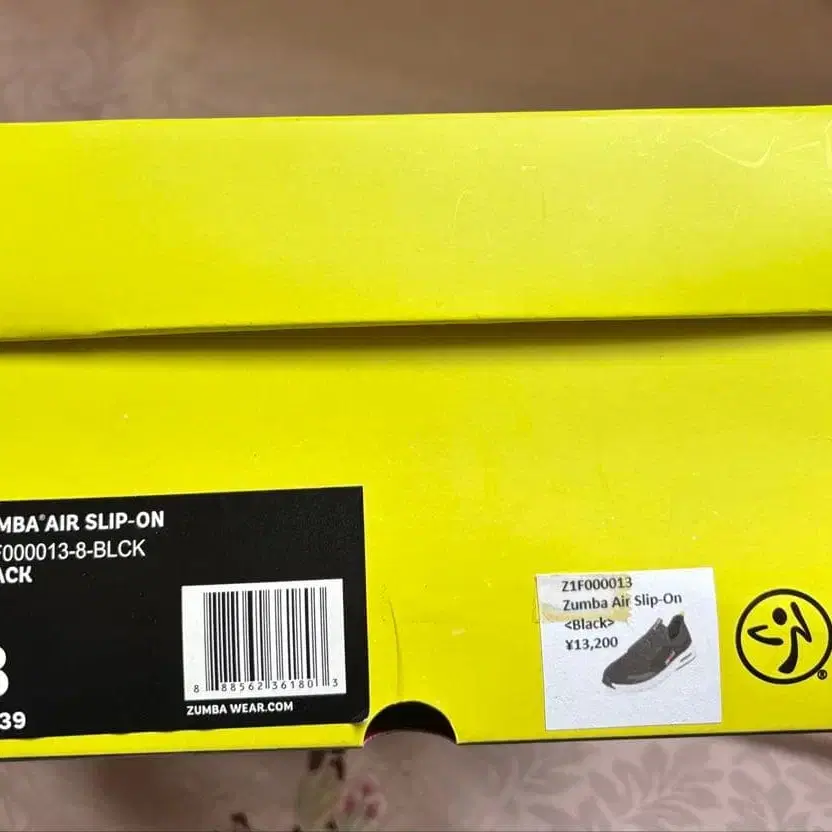 MBA® AIR SLIP-ON
F000013-8-BLCK
ACK
8
39
8 88562 36180 3
ZUMBA WEAR.COM
Z1F000013
Zumba Air Slip-On
<Black>
¥13,200
®